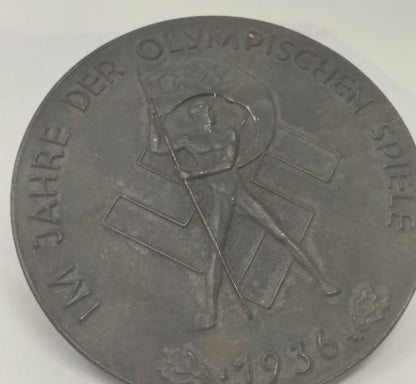 IM JAHRE DER OLYMPISCHEN SPIELE
1936